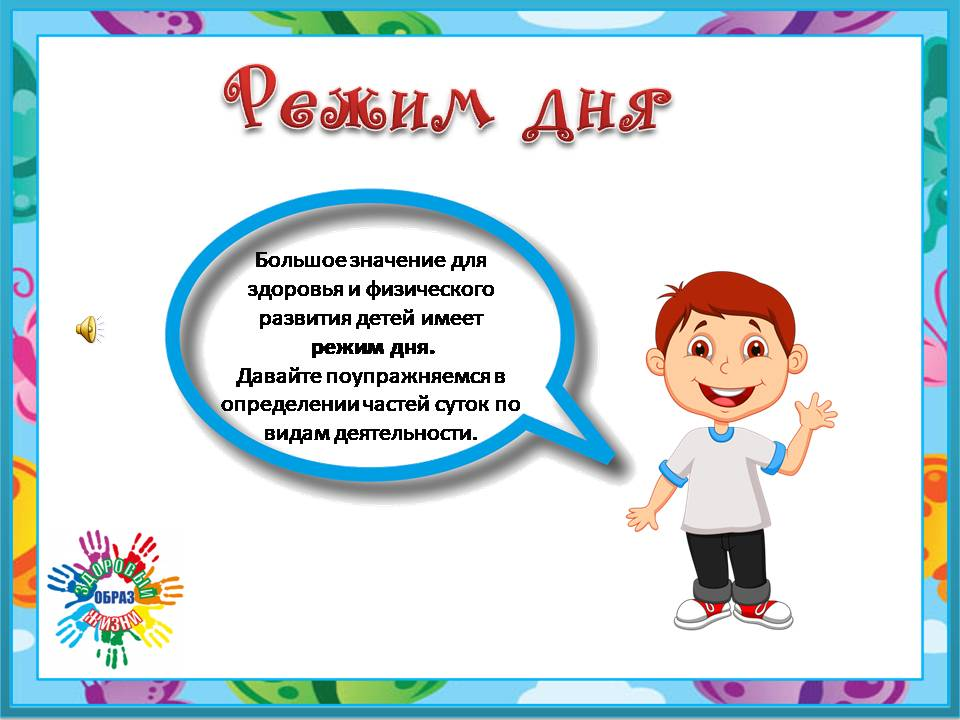 Режим дня
Большое значение для
здоровья и физического
развития детей имеет
режим дня.
Давайте поупражняемся в
определении частей суток по
видам деятельности.
ЗДОРОВЫЙ
ОБРАЗ
ЖИЗНИ